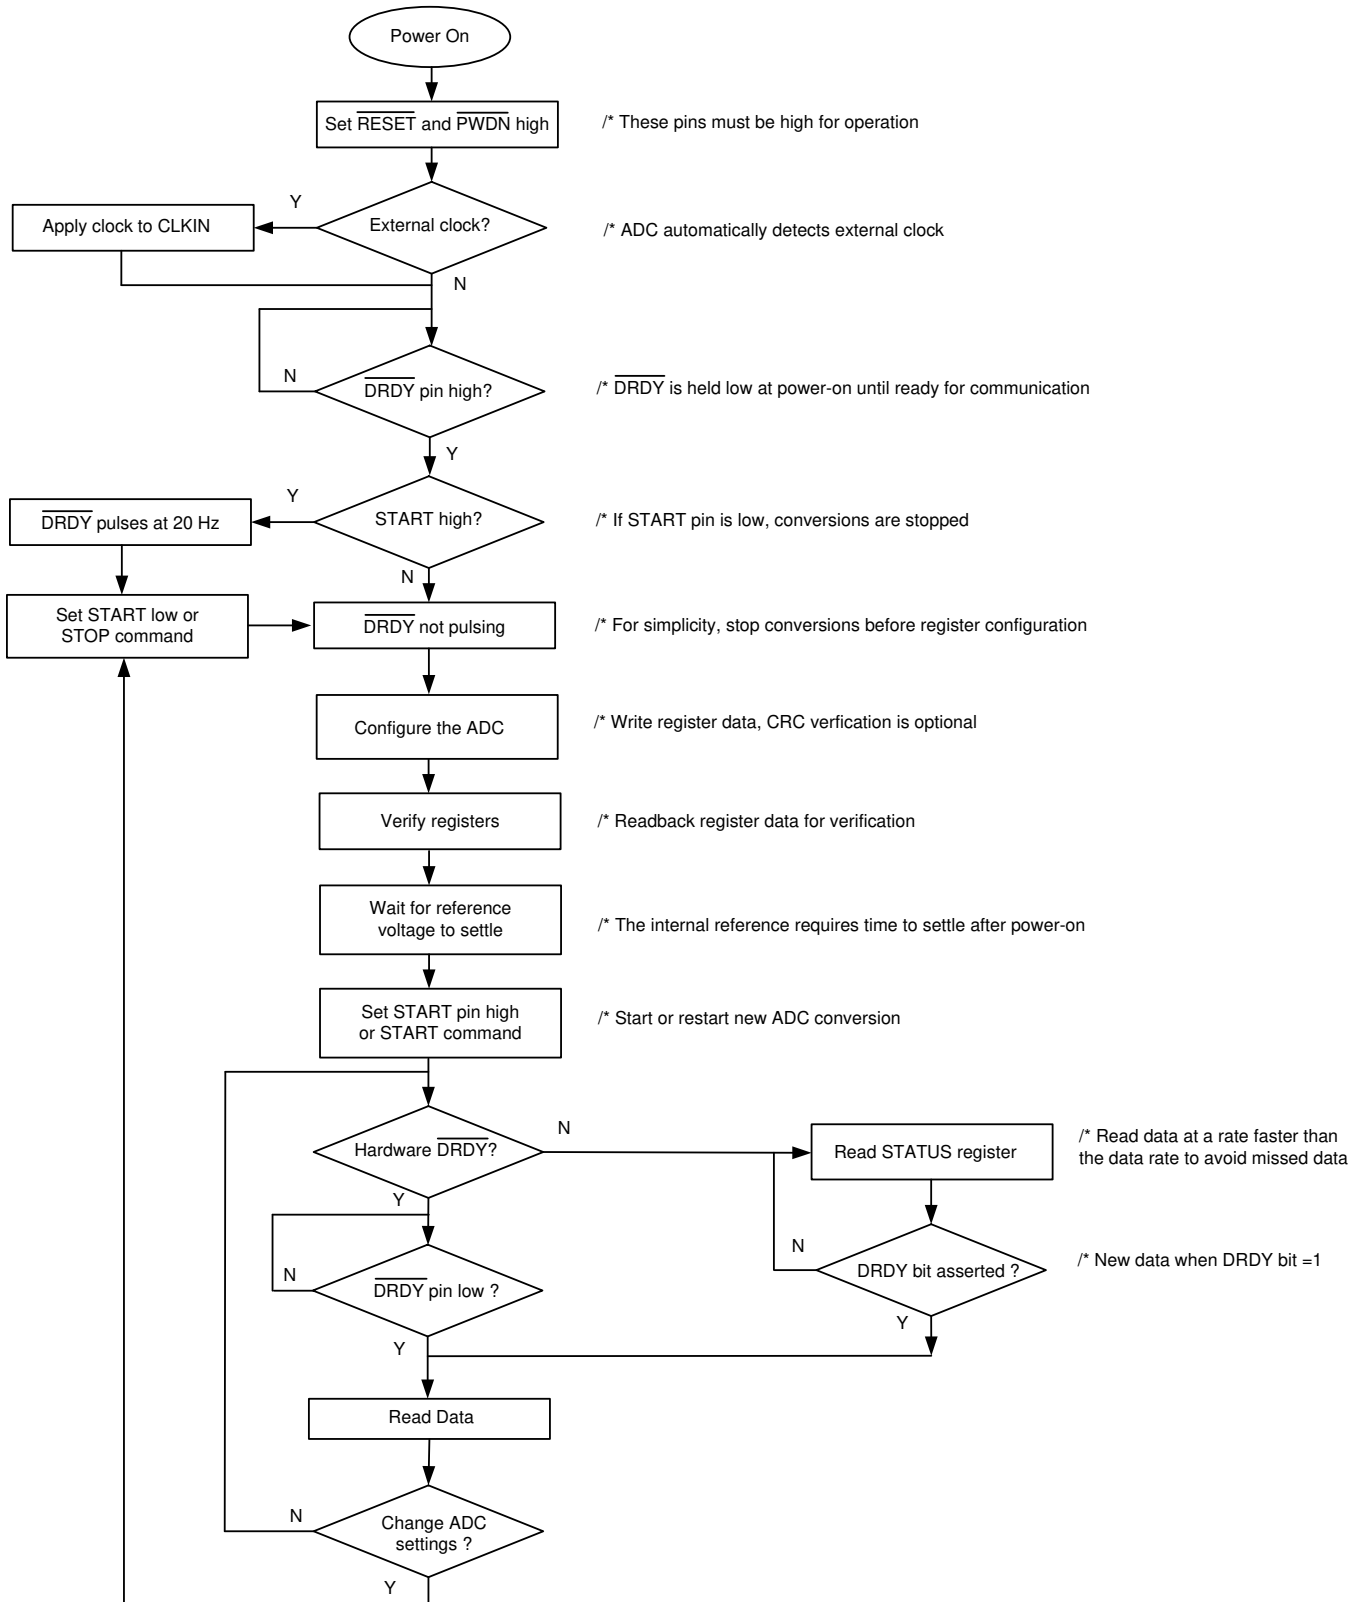 Power On
Set RESET and PWDN high
/* These pins must be high for operation
Y
Apply clock to CLKIN
External clock?
/* ADC automatically detects external clock
N
N
DRDY pin high?
/* DRDY is held low at power-on until ready for communication
Y
Y
DRDY pulses at 20 Hz
START high?
/* If START pin is low, conversions are stopped
N
Set START low or
STOP command
DRDY not pulsing
/* For simplicity, stop conversions before register configuration
Configure the ADC
/* Write register data, CRC verfication is optional
Verify registers
/* Readback register data for verification
Wait for reference
voltage to settle
/* The internal reference requires time to settle after power-on
Set START pin high
or START command
/* Start or restart new ADC conversion
Hardware DRDY?
N
Read STATUS register
/* Read data at a rate faster than
the data rate to avoid missed data
Y
N
DRDY pin low ?
N
DRDY bit asserted ?
/* New data when DRDY bit =1
Y
Y
Read Data
N
Change ADC
settings ?
Y